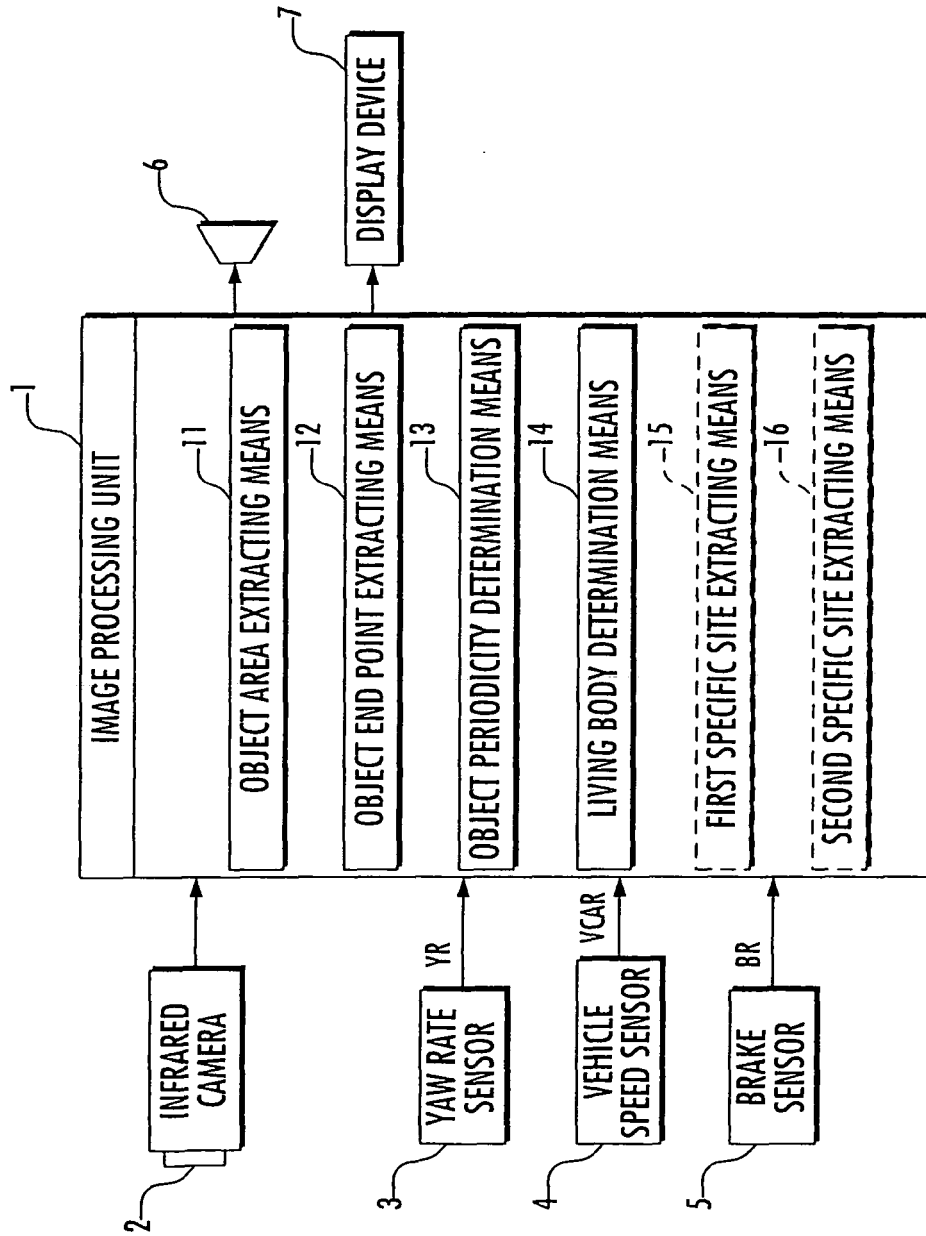 1
IMAGE PROCESSING UNIT
2
INFRARED
CAMERA
11
OBJECT AREA EXTRACTING MEANS
6
12
OBJECT END POINT EXTRACTING MEANS
7
DISPLAY DEVICE
3
YAW RATE
SENSOR
YR
13
OBJECT PERIODICITY DETERMINATION MEANS
4
VEHICLE
SPEED SENSOR
VCAR
14
LIVING BODY DETERMINATION MEANS
5
BRAKE
SENSOR
BR
15
FIRST SPECIFIC SITE EXTRACTING MEANS
16
SECOND SPECIFIC SITE EXTRACTING MEANS